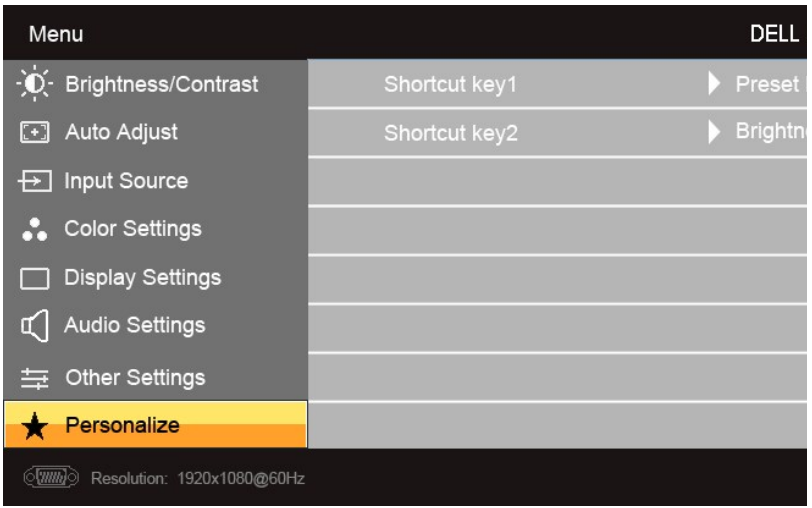 Menu DELL
Brightness/Contrast Shortcut key1 Preset
Auto Adjust Shortcut key2
Input Source
Color Settings
Display Settings
Audio Settings
Other Settings
Personalize
Resolution: 1920x1080@60Hz